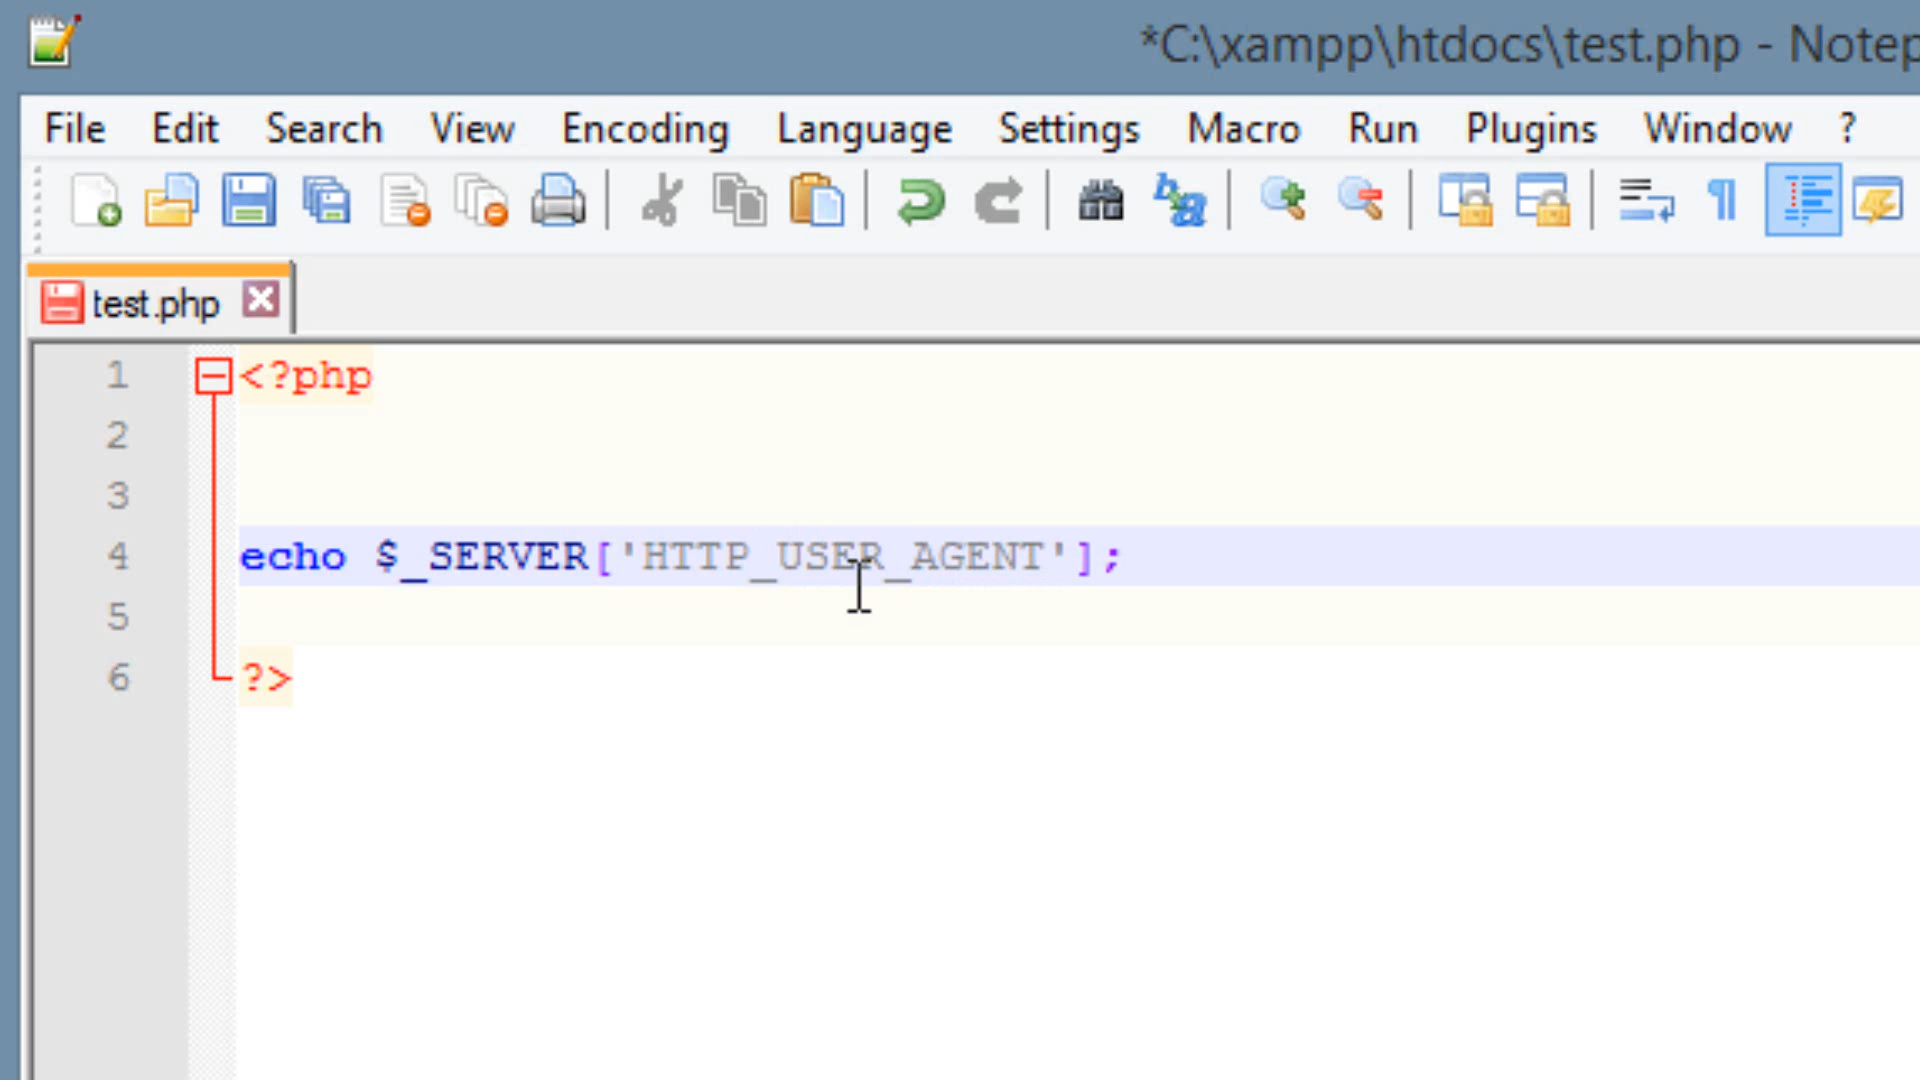 *C:\xampp\htdocs\test.php - Notep
File Edit Search View Encoding Language Settings Macro Run Plugins Window ?
test.php
1 <?php
2
3
4 echo $_SERVER['HTTP_USER_AGENT'];
5
6 ?>